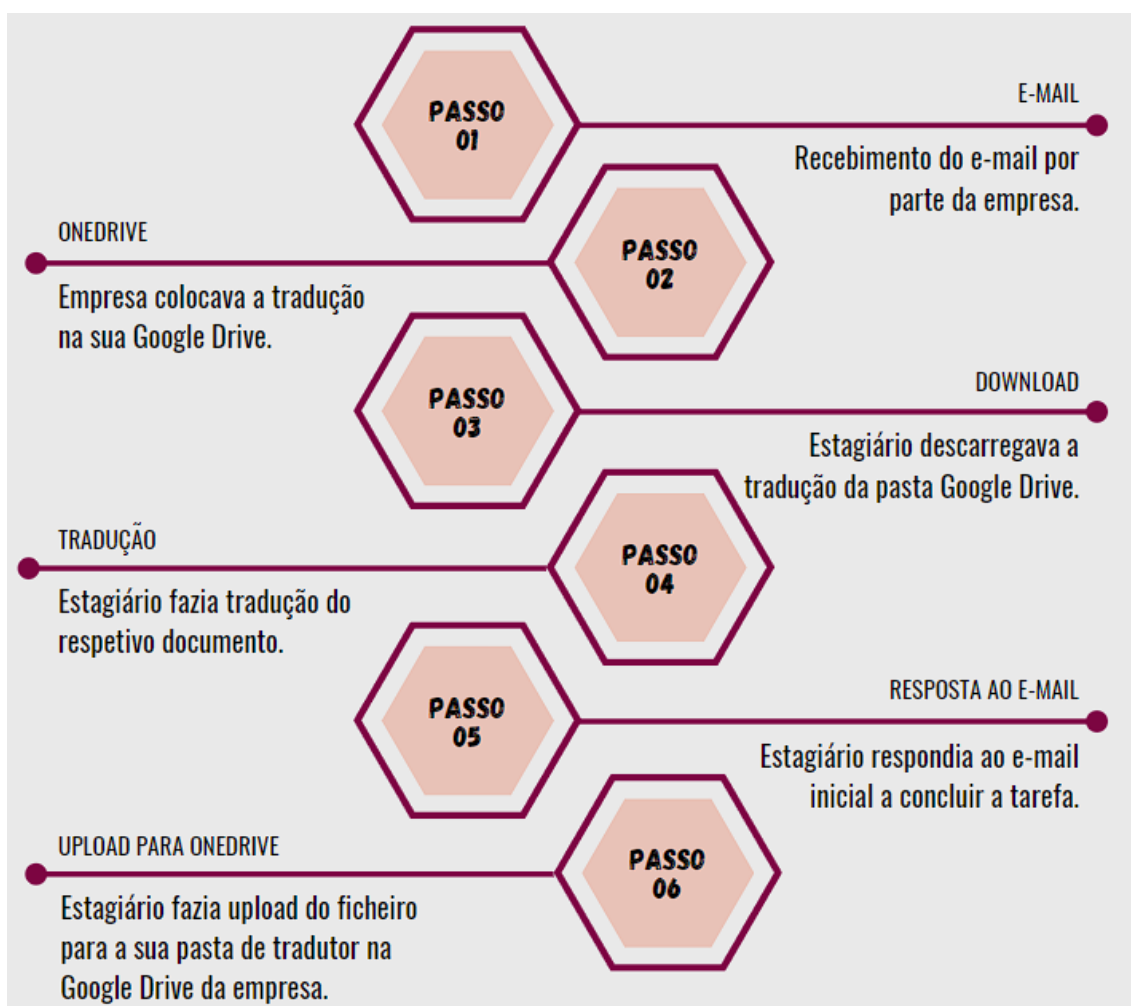 PASSO
01
E-MAIL
Recebimento do e-mail por
parte da empresa.
PASSO
02
ONEDRIVE
Empresa colocava a tradução
na sua Google Drive.
PASSO
03
DOWNLOAD
Estagiário descarregava a
tradução da pasta Google Drive.
PASSO
04
TRADUÇÃO
Estagiário fazia tradução do
respetivo documento.
PASSO
05
RESPOSTA AO E-MAIL
Estagiário respondia ao e-mail
inicial a concluir a tarefa.
PASSO
06
UPLOAD PARA ONEDRIVE
Estagiário fazia upload do ficheiro
para a sua pasta de tradutor na
Google Drive da empresa.